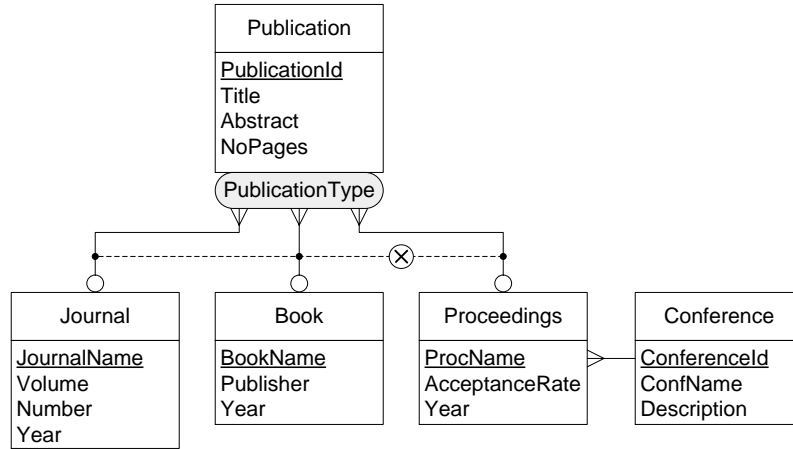 Publication
PublicationId
Title
Abstract
NoPages
PublicationType
Journal
JournalName
Volume
Number
Year
Book
BookName
Publisher
Year
Proceedings
ProcName
AcceptanceRate
Year
Conference
ConferenceId
ConfName
Description